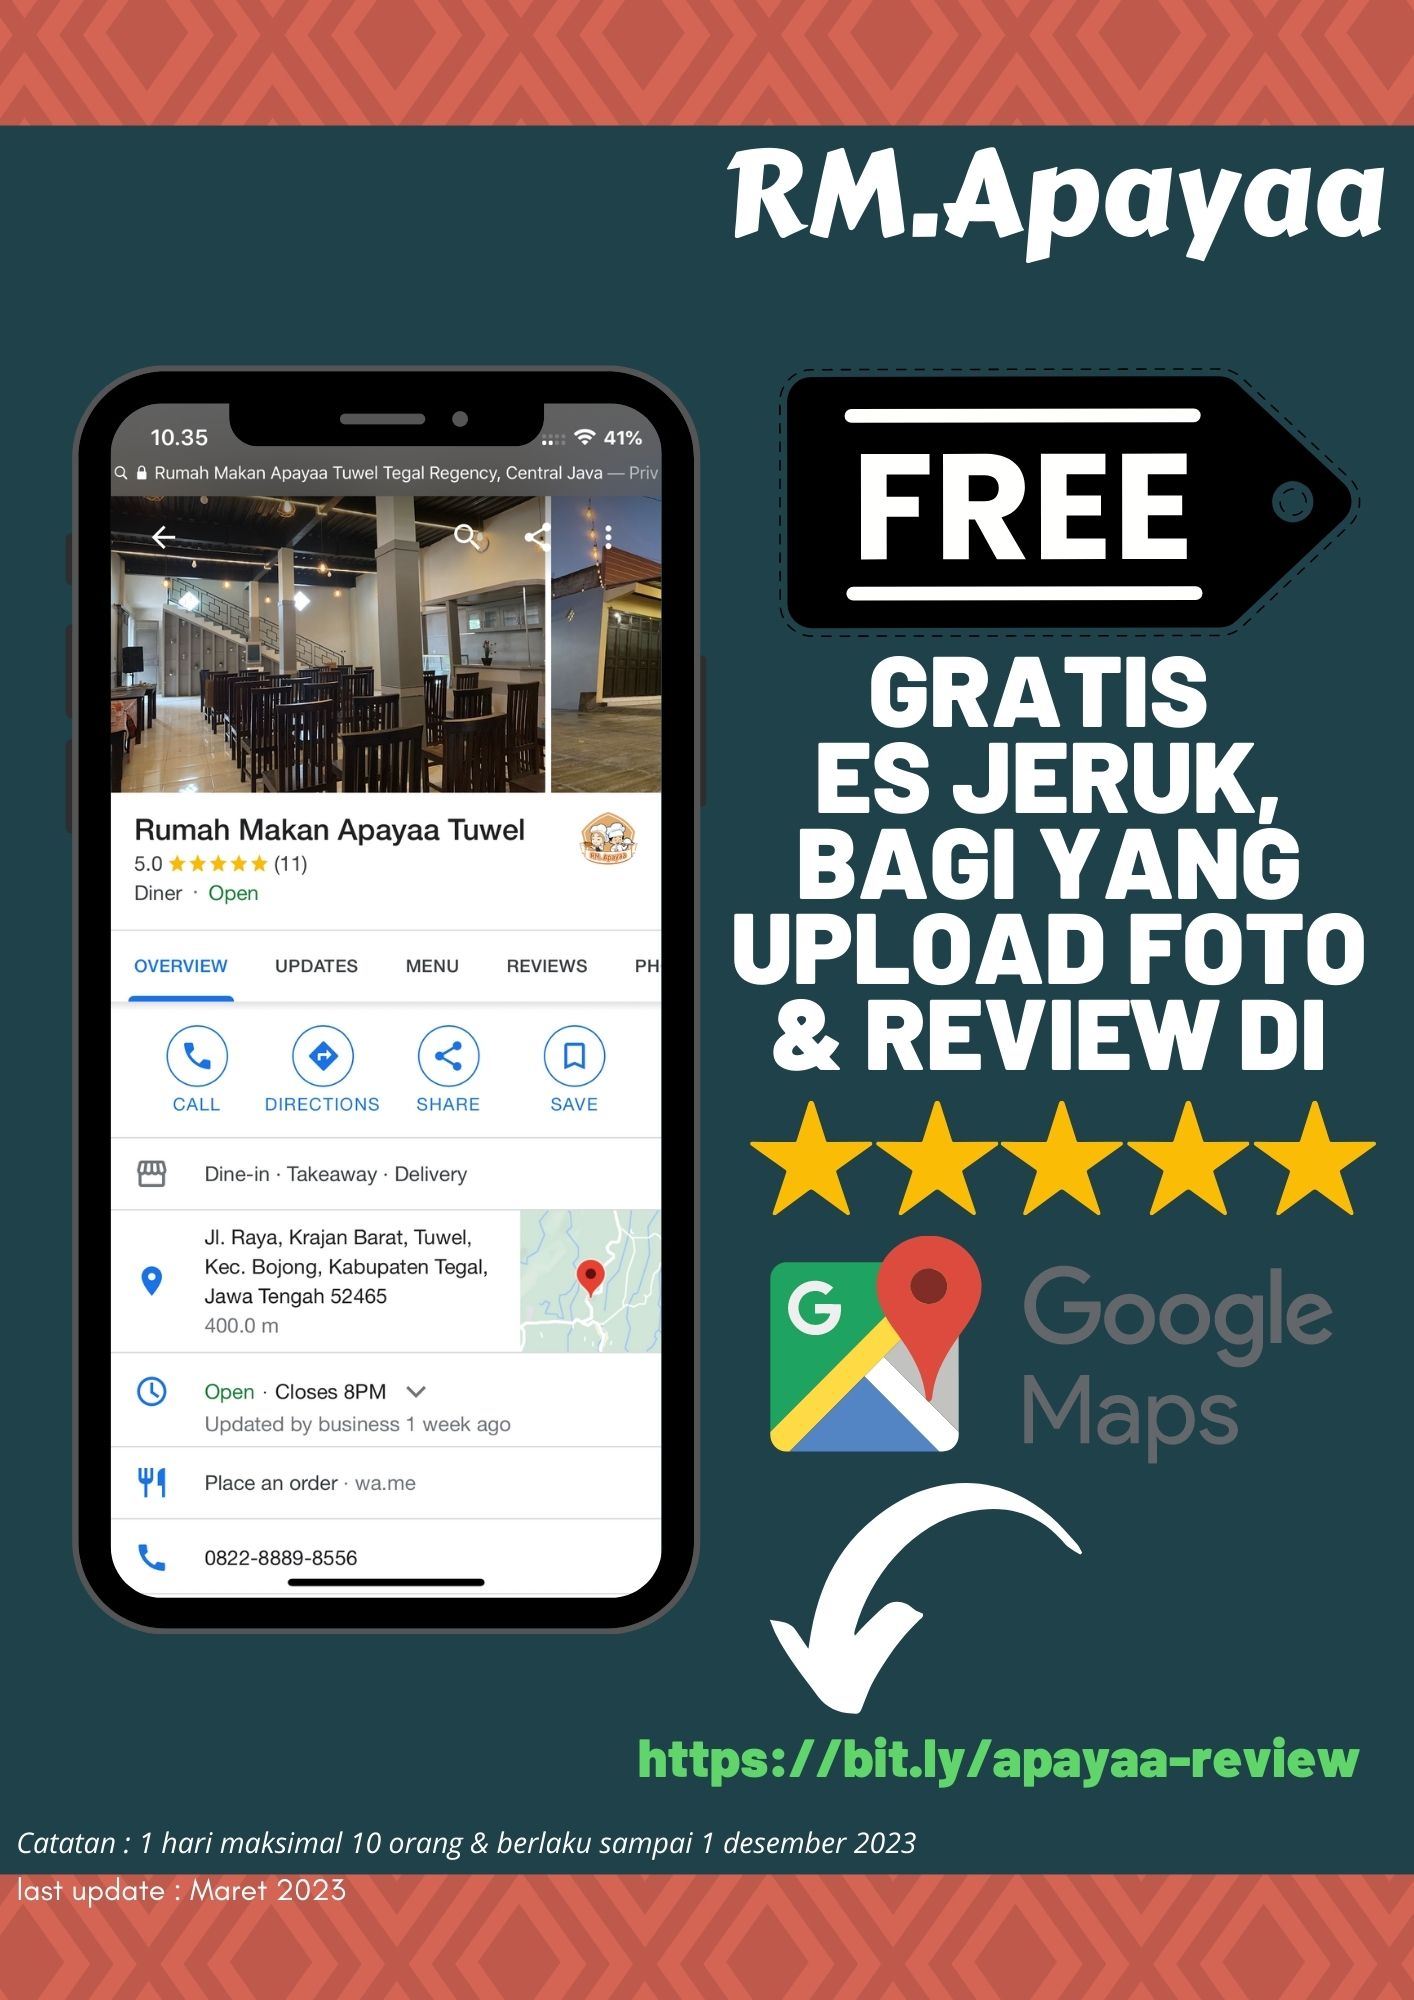 RM.Apayaa
10.35
41%
Rumah Makan Apayaa Tuwel Tegal Regency, Central Java — Priv
Rumah Makan Apayaa Tuwel
RM. Apayaa
5.0 (11)
Diner · Open
OVERVIEW UPDATES MENU REVIEWS PH
CALL DIRECTIONS SHARE SAVE
Dine-in · Takeaway · Delivery
Jl. Raya, Krajan Barat, Tuwel,
Kec. Bojong, Kabupaten Tegal,
Jawa Tengah 52465
400.0 m
Open · Closes 8PM
Updated by business 1 week ago
Place an order · wa.me
0822-8889-8556
FREE
GRATIS
ES JERUK,
BAGI YANG
UPLOAD FOTO
& REVIEW DI
G
Google
Maps
https://bit.ly/apayaa-review
Catatan : 1 hari maksimal 10 orang & berlaku sampai 1 desember 2023
last update : Maret 2023